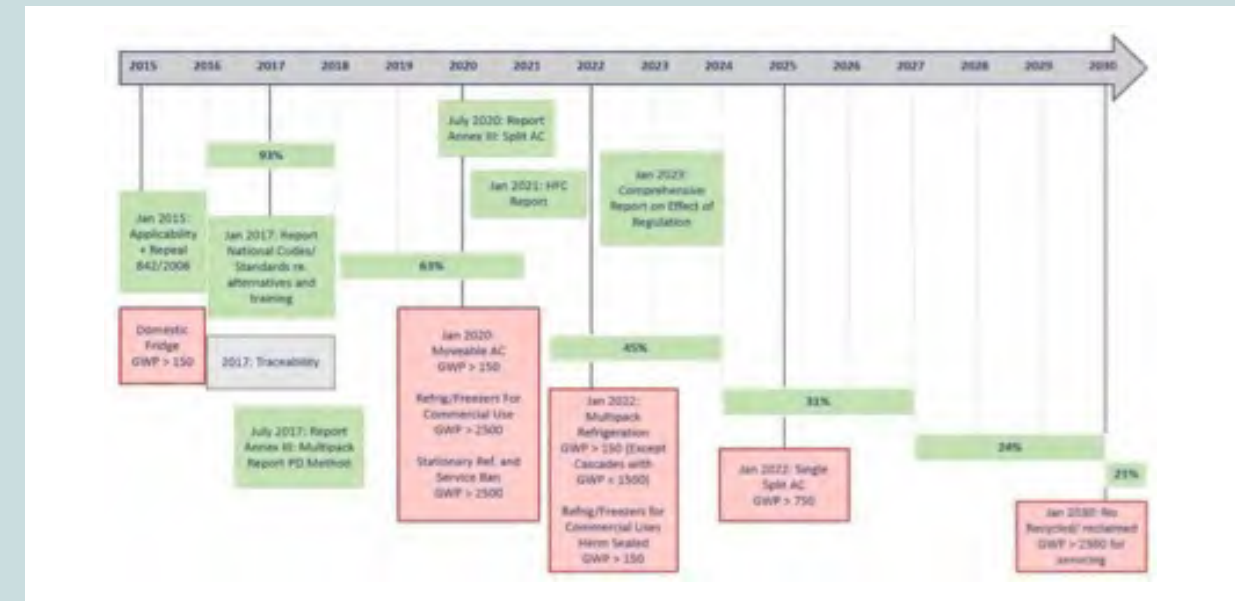 2015 2016 2017 2018 2019 2020 2021 2022 2023 2024 2025 2026 2027 2028 2029 2030
July 2020: Report
Annex III: Split AC
93%
Jan 2021: HFC
Report
Jan 2023:
Comprehensive
Report on Effect of
Regulation
Jan 2015:
Applicability
+ Repeal
842/2006
Jan 2017: Report
National Codes/
Standards re.
alternatives and
training
63%
Domestic
Fridge
GWP > 150
2017: Traceability
July 2017: Report
Annex III: Multipack
Report PD Method
Jan 2020:
Moveable AC
GWP > 150
Refrig/Freezers For
Commercial Use
GWP > 2500
Stationary Ref. and
Service Ban
GWP > 2500
45%
Jan 2022:
Multipack
Refrigeration
GWP > 150 (Except
Cascades with
GWP < 1500)
Refrig/Freezers for
Commercial Uses
Herm Sealed
GWP > 150
31%
Jan 2022: Single
Split AC
GWP > 750
24%
21%
Jan 2030: No
Recycled/ reclaimed
GWP > 2500 for
servicing